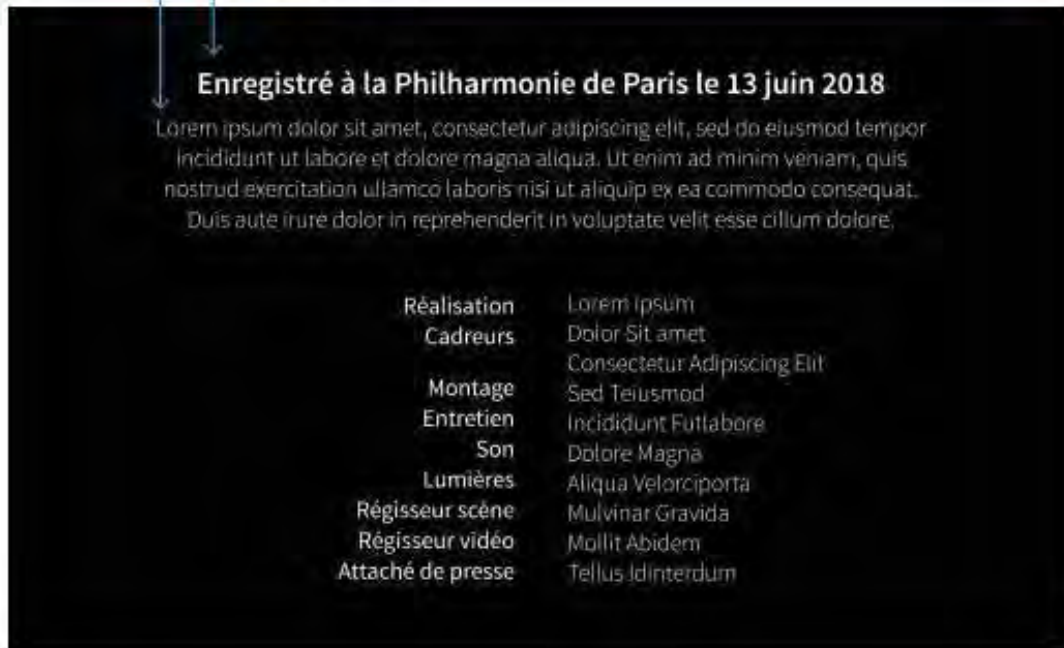 Enregistré à la Philharmonie de Paris le 13 juin 2018
Lorem ipsum dolor sit amet, consectetur adipiscing elit, sed do eiusmod tempor
incididunt ut labore et dolore magna aliqua. Ut enim ad minim veniam, quis
nostrud exercitation ullamco laboris nisi ut aliquip ex ea commodo consequat.
Duis aute irure dolor in reprehenderit in voluptate velit esse cillum dolore.
Réalisation Lorem Ipsum
Cadreurs Dolor Sit amet
Consectetur Adipiscing Elit
Montage Sed Teiusmod
Entretien Incididunt Futlabore
Son Dolore Magna
Lumières Aliqua Velorciporta
Régisseur scène Mulvinar Gravida
Régisseur vidéo Mollit Abidem
Attaché de presse Tellus Idinterdum